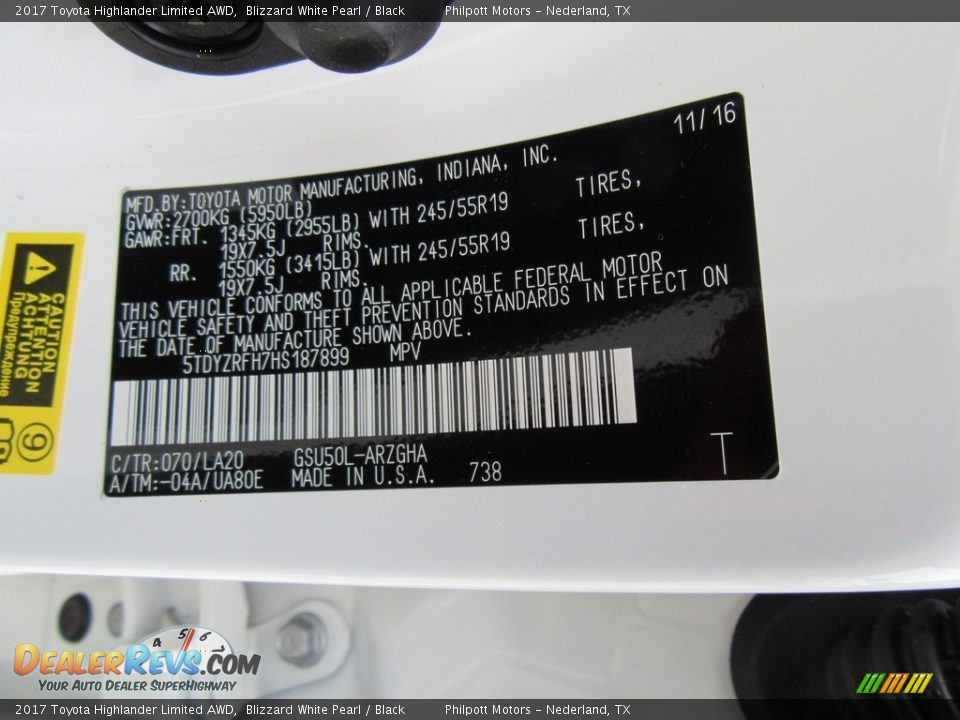 2017 Toyota Highlander Limited AWD,  Blizzard White Pearl / Black        Philpott Motors - Nederland, TX
11/16
MFD.BY:TOYOTA MOTOR MANUFACTURING, INDIANA, INC.
GVWR:2700KG (5950LB)
GAWR:FRT. 1345KG (2955LB) WITH 245/55R19 TIRES,
19X7.5J RIMS.
RR. 1550KG (3415LB) WITH 245/55R19 TIRES,
19X7.5J RIMS.
THIS VEHICLE CONFORMS TO ALL APPLICABLE FEDERAL MOTOR
VEHICLE SAFETY AND THEFT PREVENTION STANDARDS IN EFFECT ON
THE DATE OF MANUFACTURE SHOWN ABOVE.
5TDYZRFH7HS187899 MPV
C/TR:070/LA20 GSU50L-ARZGHA
A/TM:-04A/UA80E MADE IN U.S.A. 738
T
CAUTION
ATTENTION
ACHTUNG
Предупреждение
9
4 5 6
DealerRevs.com
Your Auto Dealer SuperHighway
2017 Toyota Highlander Limited AWD,  Blizzard White Pearl / Black        Philpott Motors - Nederland, TX